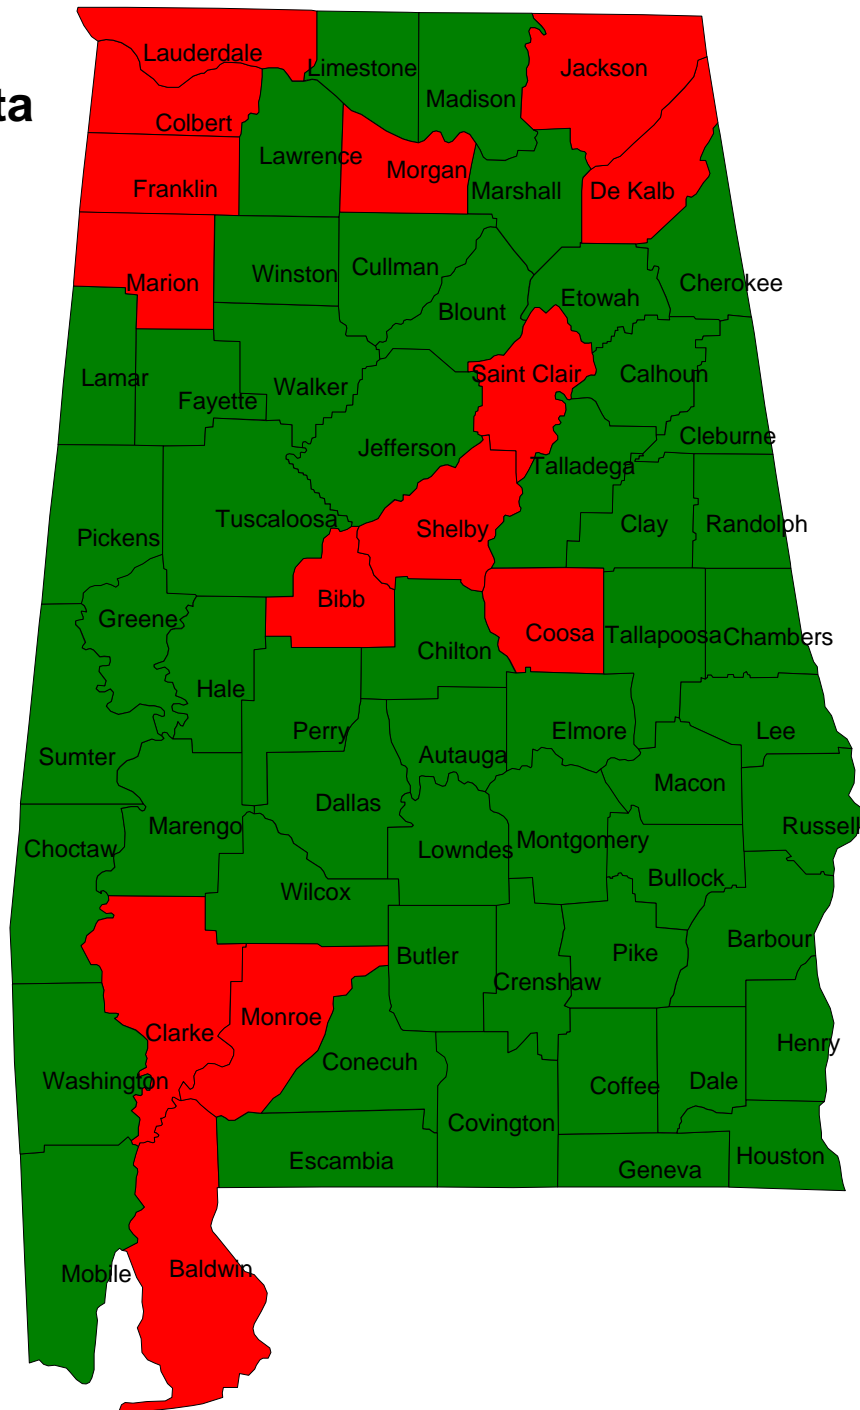 Lauderdale
Limestone
Jackson
Madison
ta
Colbert
Lawrence
Morgan
Franklin
Marshall
De Kalb
Marion
Winston
Cullman
Cherokee
Etowah
Blount
Lamar
Saint Clair
Calhoun
Walker
Fayette
Jefferson
Cleburne
Talladega
Tuscaloosa
Shelby
Clay
Randolph
Pickens
Bibb
Greene
Coosa
Tallapoosa
Chambers
Chilton
Hale
Perry
Elmore
Lee
Sumter
Autauga
Macon
Dallas
Marengo
Russell
Choctaw
Lowndes
Montgomery
Bullock
Wilcox
Barbour
Butler
Pike
Crenshaw
Monroe
Clarke
Henry
Conecuh
Washington
Coffee
Dale
Covington
Escambia
Geneva
Houston
Mobile
Baldwin